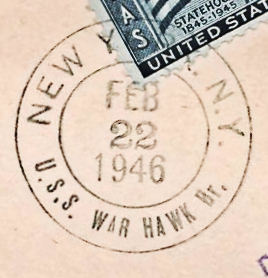 AS
STATEHOO
1845-1945
UNITED STAT
NEW Y N.Y.
FEB
22
1946
U.S.S. WAR HAWK Br.